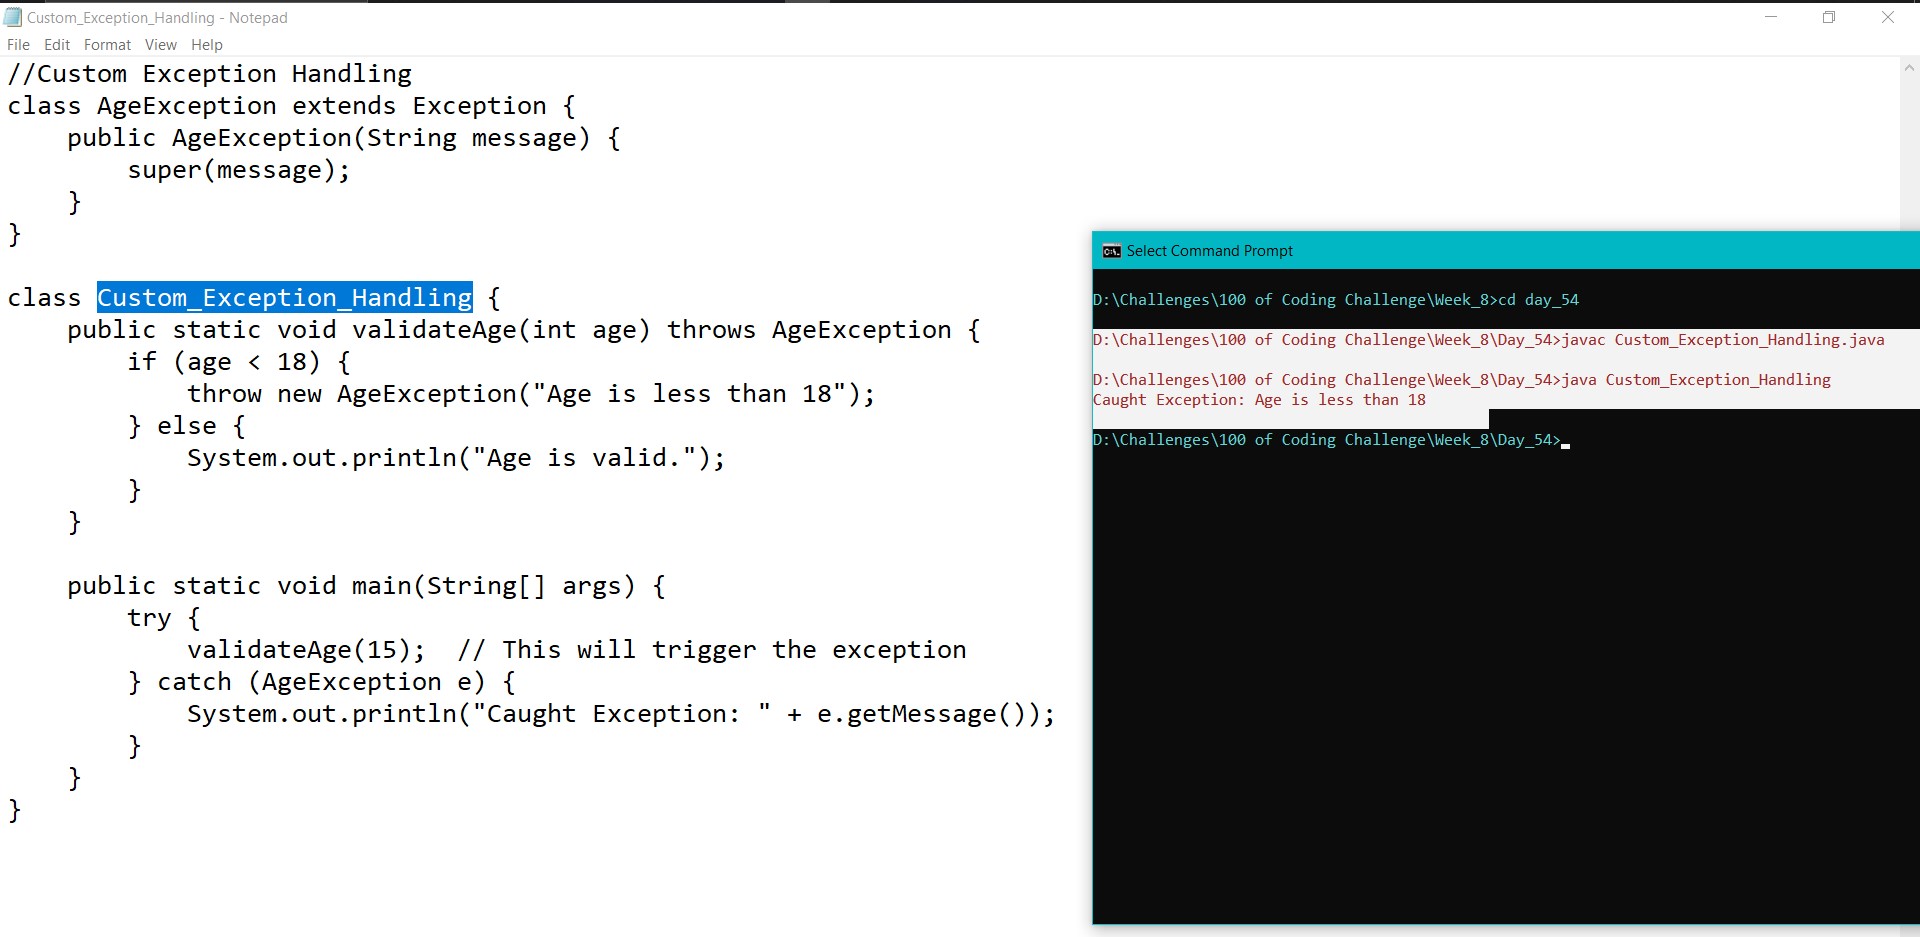 Custom_Exception_Handling - Notepad
File Edit Format View Help
//Custom Exception Handling
class AgeException extends Exception {
    public AgeException(String message) {
        super(message);
    }
}

class Custom_Exception_Handling {
    public static void validateAge(int age) throws AgeException {
        if (age < 18) {
            throw new AgeException("Age is less than 18");
        } else {
            System.out.println("Age is valid.");
        }
    }

    public static void main(String[] args) {
        try {
            validateAge(15);  // This will trigger the exception
        } catch (AgeException e) {
            System.out.println("Caught Exception: " + e.getMessage());
        }
    }
}
Select Command Prompt
D:\Challenges\100 of Coding Challenge\Week_8>cd day_54
D:\Challenges\100 of Coding Challenge\Week_8\Day_54>javac Custom_Exception_Handling.java
D:\Challenges\100 of Coding Challenge\Week_8\Day_54>java Custom_Exception_Handling
Caught Exception: Age is less than 18
D:\Challenges\100 of Coding Challenge\Week_8\Day_54>